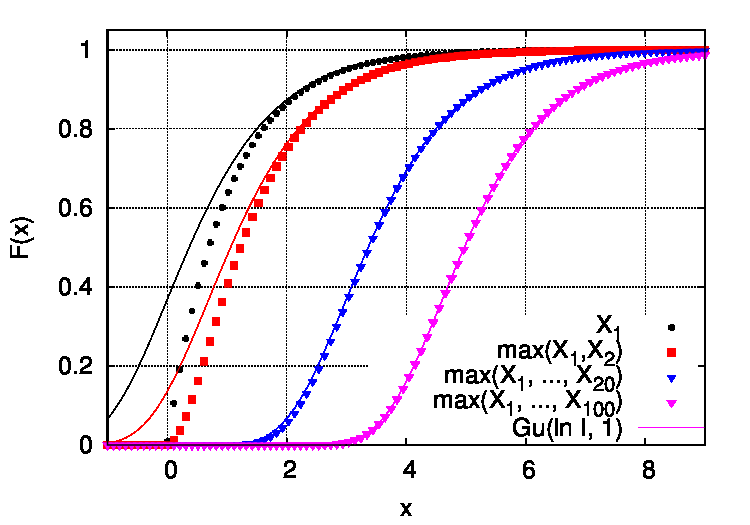 1
0.8
0.6
0.4
0.2
0
F(x)
0 2 4 6 8
x
X₁
max(X₁,X₂)
max(X₁, ..., X₂₀)
max(X₁, ..., X₁₀₀)
Gu(ln l, 1)